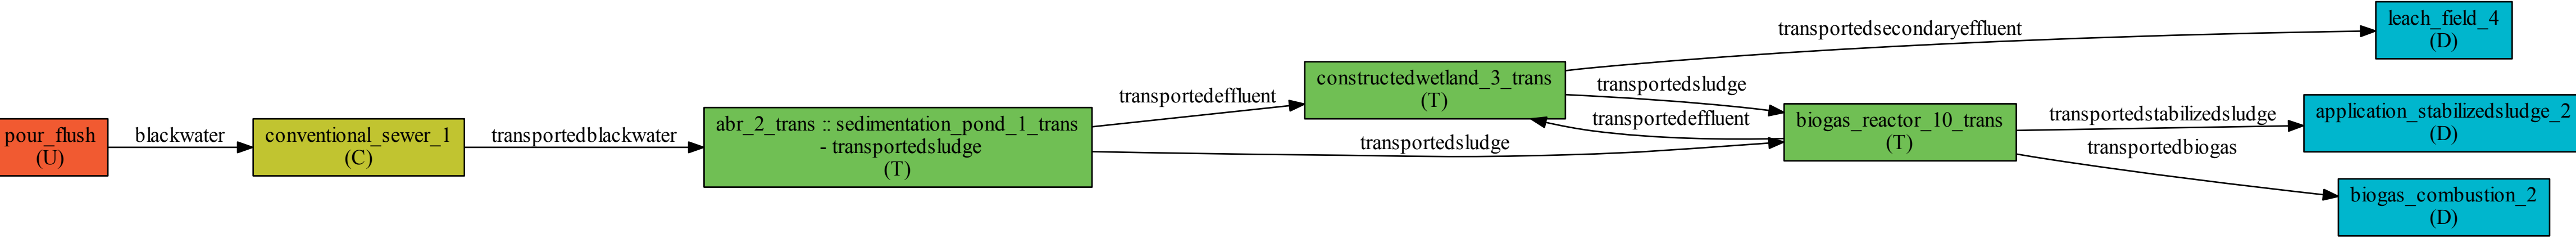 pour_flush
(U)
blackwater
conventional_sewer_1
(C)
transportedblackwater
abr_2_trans :: sedimentation_pond_1_trans
- transportedsludge
(T)
transportedeffluent
transportedsludge
constructedwetland_3_trans
(T)
transportedsecondaryeffluent
transportedsludge
transportedeffluent
biogas_reactor_10_trans
(T)
transportedstabilizedsludge
transportedbiogas
leach_field_4
(D)
application_stabilizedsludge_2
(D)
biogas_combustion_2
(D)